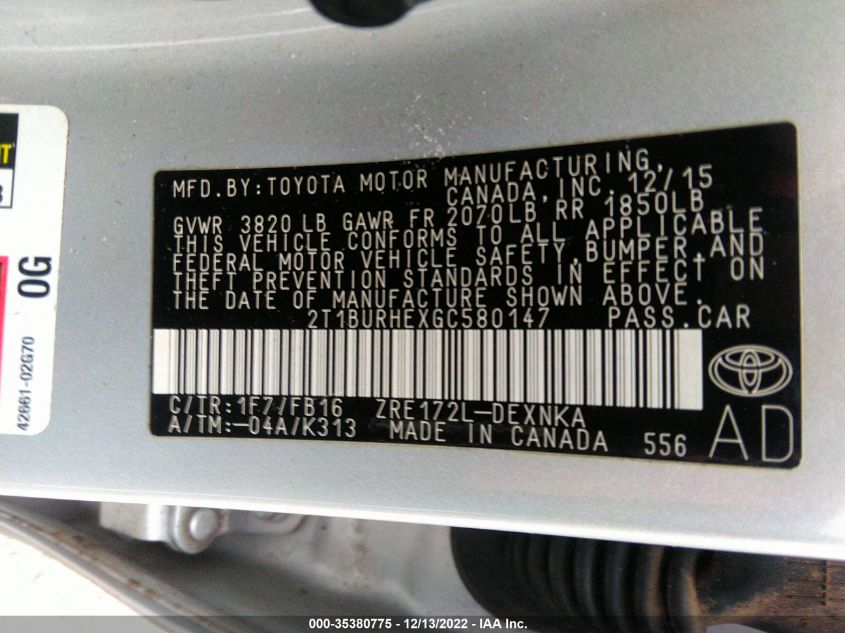 MFD.BY:TOYOTA MOTOR MANUFACTURING,
CANADA,INC. 12/15
GVWR 3820 LB GAWR FR 2070LB RR 1850LB
THIS VEHICLE CONFORMS TO ALL APPLICABLE
FEDERAL MOTOR VEHICLE SAFETY,BUMPER,AND
THEFT PREVENTION STANDARDS IN EFFECT ON
THE DATE OF MANUFACTURE SHOWN ABOVE.
2T1BURHEXGC580147 PASS.CAR
C/TR:1F7/FB16 ZRE172L-DEXNKA
A/TM:-04A/K313 MADE IN CANADA 556
AD
0G
42661-02G70
000-35380775 - 12/13/2022 - IAA Inc.